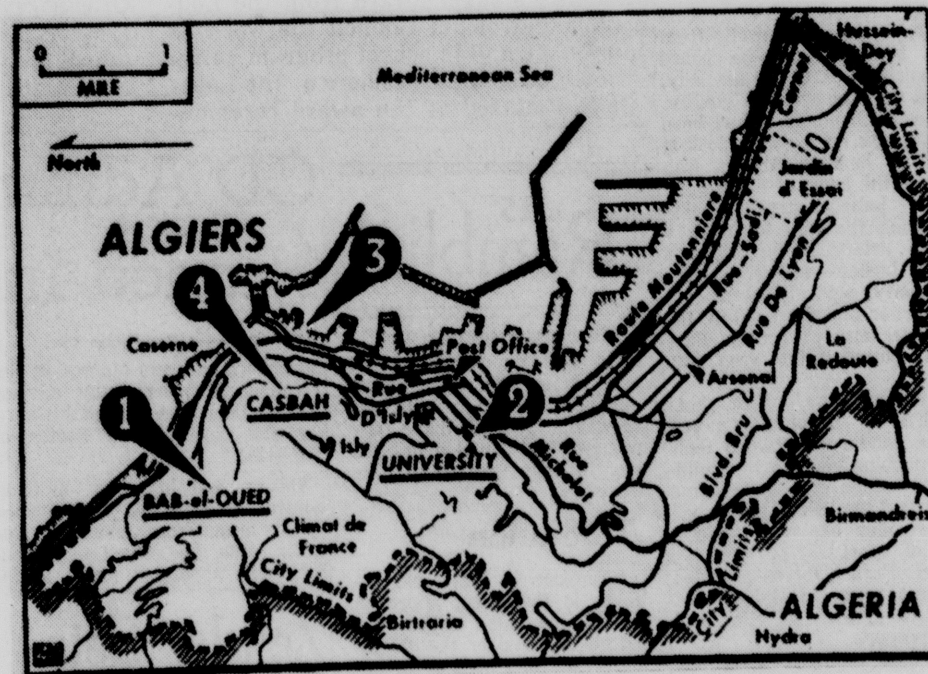 0 1
MILE
North
Mediterranean Sea
Hussein-
Dey
City Limits
Carnot
Jardin
d' Essai
ALGIERS
3
4
Route Moutonniere
Rue Sadi
Rue De Lyon
Caserne
Post Office
La
Redoute
Arsenal
1
CASBAH
Rue
D'Isly
2
Isly
UNIVERSITY
Rue
Michelet
Blvd. Bru
BAB-el-OUED
Climat de
France
Birmandreis
City Limits
City Limits
Birtraria
ALGERIA
Hydra